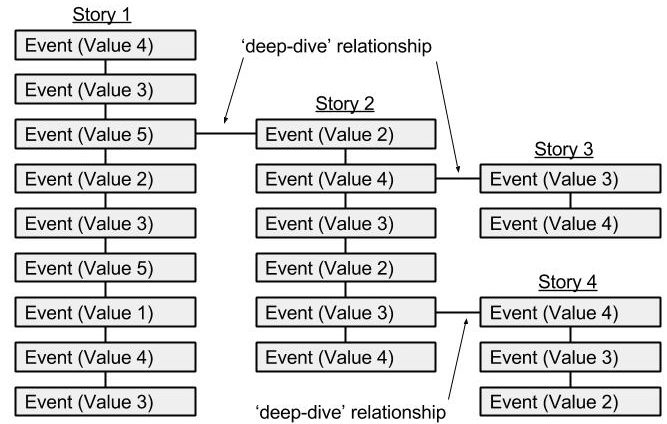 Story 1
Event (Value 4)
Event (Value 3)
Event (Value 5)
Event (Value 2)
Event (Value 3)
Event (Value 5)
Event (Value 1)
Event (Value 4)
Event (Value 3)
'deep-dive' relationship
Story 2
Event (Value 2)
Event (Value 4)
Event (Value 3)
Event (Value 2)
Event (Value 3)
Event (Value 4)
Story 3
Event (Value 3)
Event (Value 4)
Story 4
Event (Value 4)
Event (Value 3)
Event (Value 2)
'deep-dive' relationship